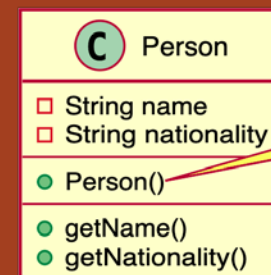 C Person
String name
String nationality
Person()
getName()
getNationality()